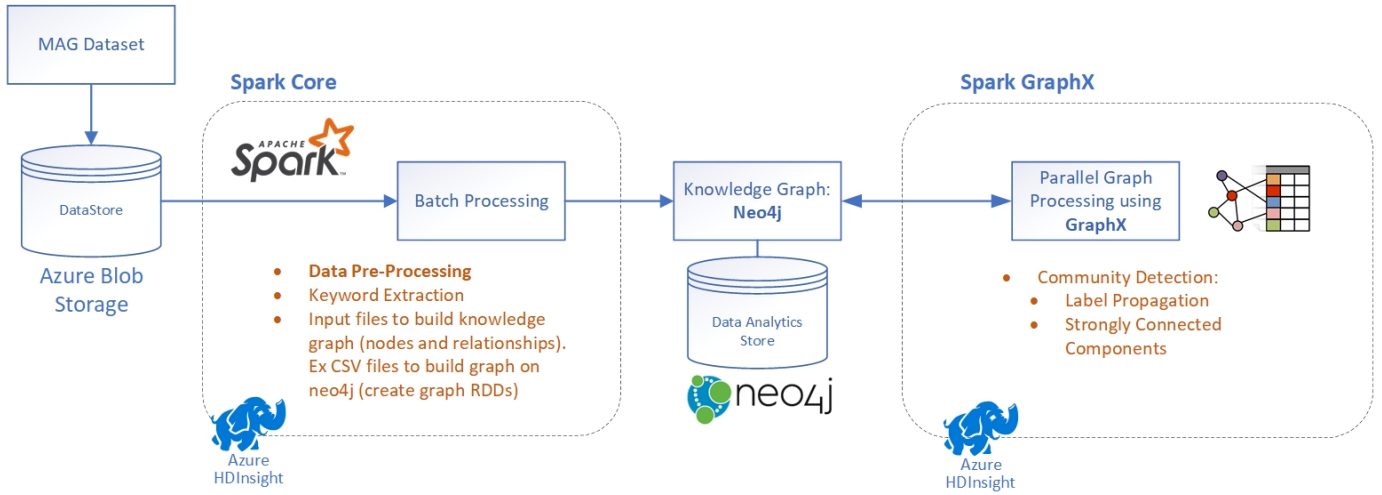 MAG Dataset
Spark Core
Spark GraphX
APACHE
Spark™
DataStore
Batch Processing
Knowledge Graph:
Neo4j
Parallel Graph
Processing using
GraphX
Azure Blob
Storage
• Data Pre-Processing
• Keyword Extraction
• Input files to build knowledge
graph (nodes and relationships).
Ex CSV files to build graph on
neo4j (create graph RDDs)
Data Analytics
Store
neo4j
• Community Detection:
• Label Propagation
• Strongly Connected
Components
Azure
HDInsight
Azure
HDInsight